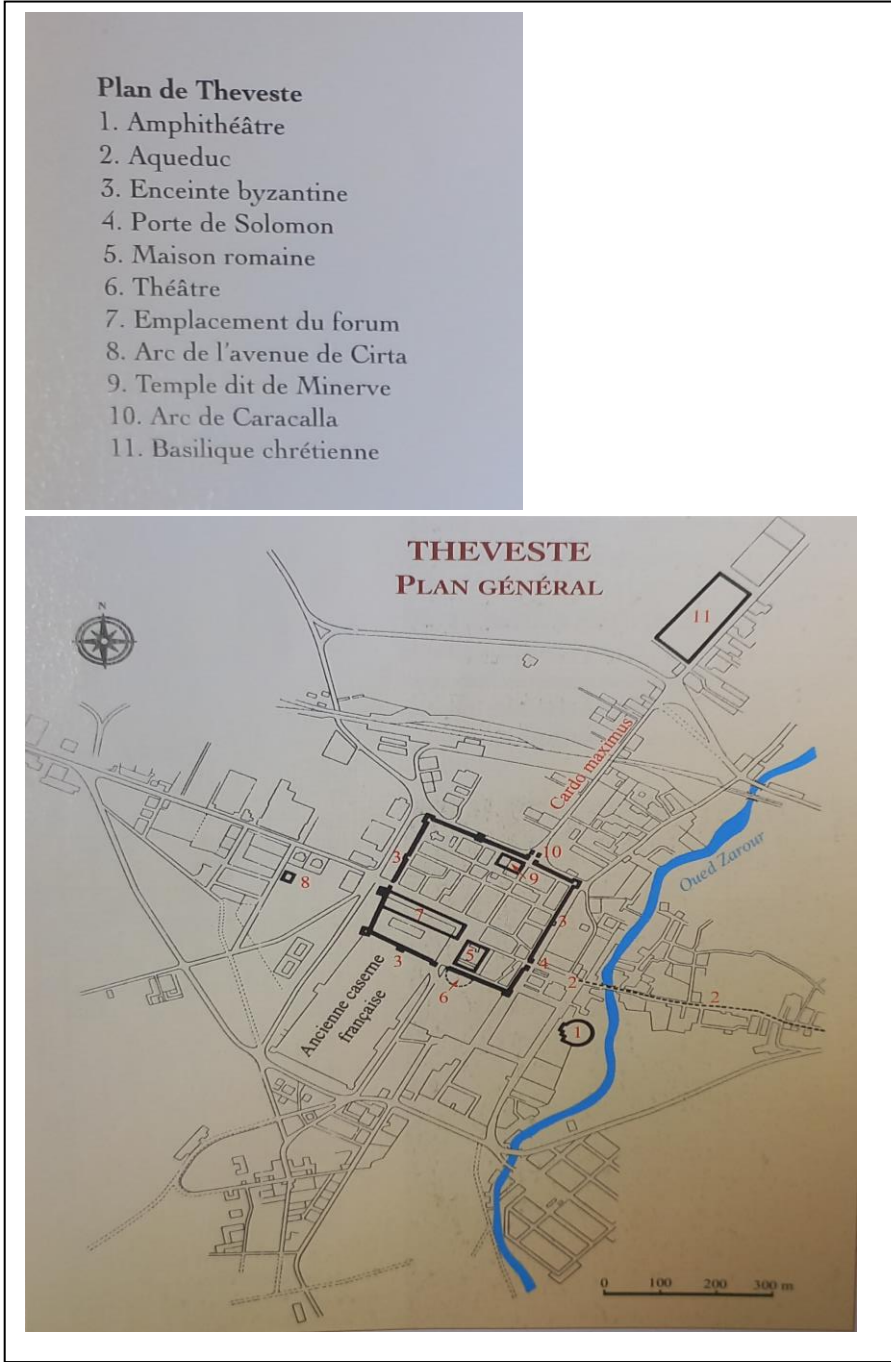 Plan de Theveste
1. Amphithéâtre
2. Aqueduc
3. Enceinte byzantine
4. Porte de Solomon
5. Maison romaine
6. Théâtre
7. Emplacement du forum
8. Arc de l'avenue de Cirta
9. Temple dit de Minerve
10. Arc de Caracalla
11. Basilique chrétienne
THEVESTE
PLAN GÉNÉRAL
N
11
Cardo maximus
Oued Zarour
10
3
9
8
7
3
5
4
3
2
2
6
1
Ancienne caserne
française
0 100 200 300 m